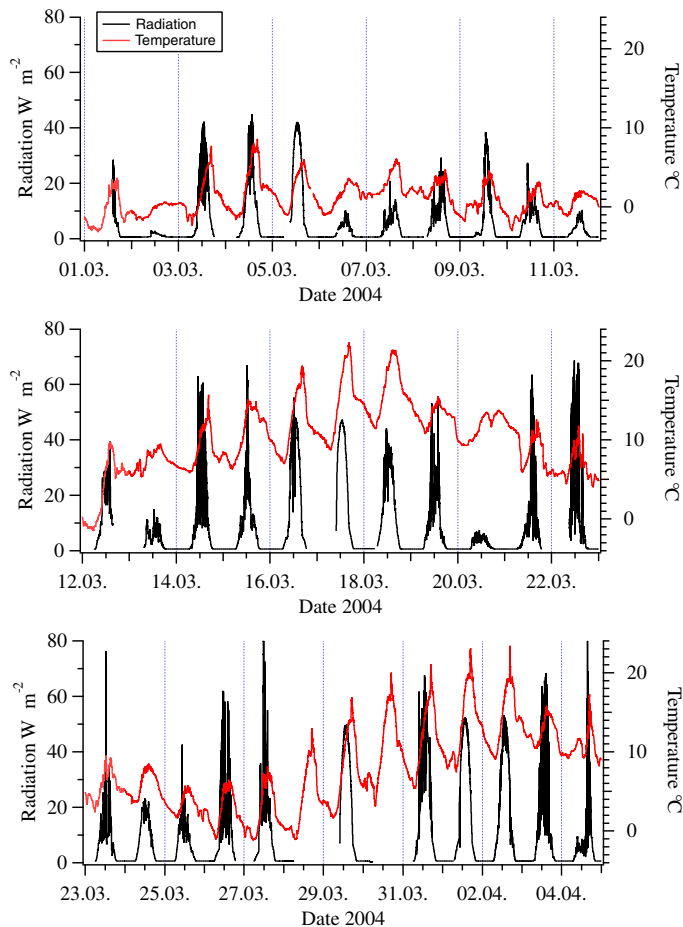 Radiation
Temperature
80
60
40
20
0
Radiation W m-2
20
10
0
Temperature °C
01.03. 03.03. 05.03. 07.03. 09.03. 11.03.
Date 2004
80
60
40
20
0
Radiation W m-2
20
10
0
Temperature °C
12.03. 14.03. 16.03. 18.03. 20.03. 22.03.
Date 2004
80
60
40
20
0
Radiation W m-2
20
10
0
Temperature °C
23.03. 25.03. 27.03. 29.03. 31.03. 02.04. 04.04.
Date 2004